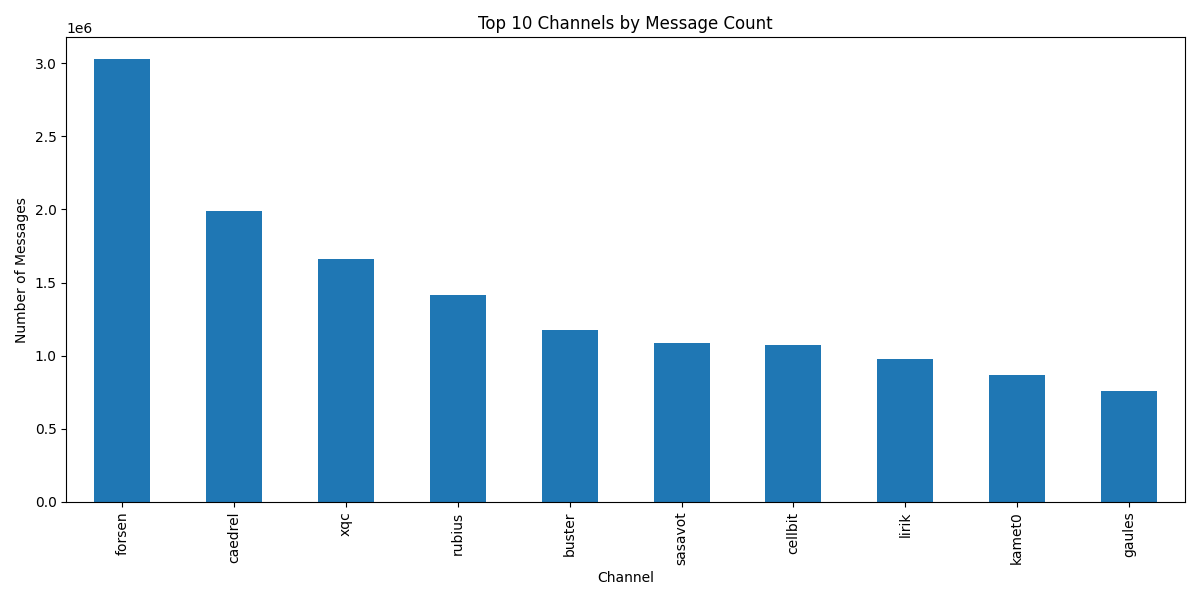 Top 10 Channels by Message Count
1e6
3.0
2.5
2.0
1.5
1.0
0.5
0.0
Number of Messages
forsen
caedrel
xqc
rubius
buster
sasavot
cellbit
lirik
kamet0
gaules
Channel